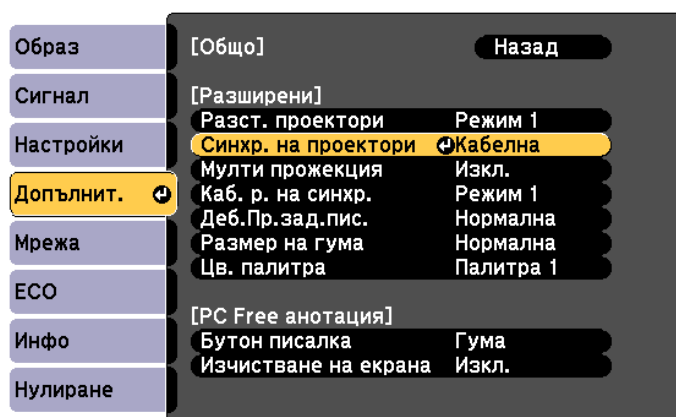 Образ
Сигнал
Настройки
Допълнит.
Мрежа
ECO
Инфо
Нулиране
[Общо] Назад
[Разширени]
Разст. проектори Режим 1
Синхр. на проектори Кабелна
Мулти прожекция Изкл.
Каб. р. на синхр. Режим 1
Деб.Пр.зад.пис. Нормална
Размер на гума Нормална
Цв. палитра Палитра 1
[PC Free анотация]
Бутон писалка Гума
Изчистване на екрана Изкл.